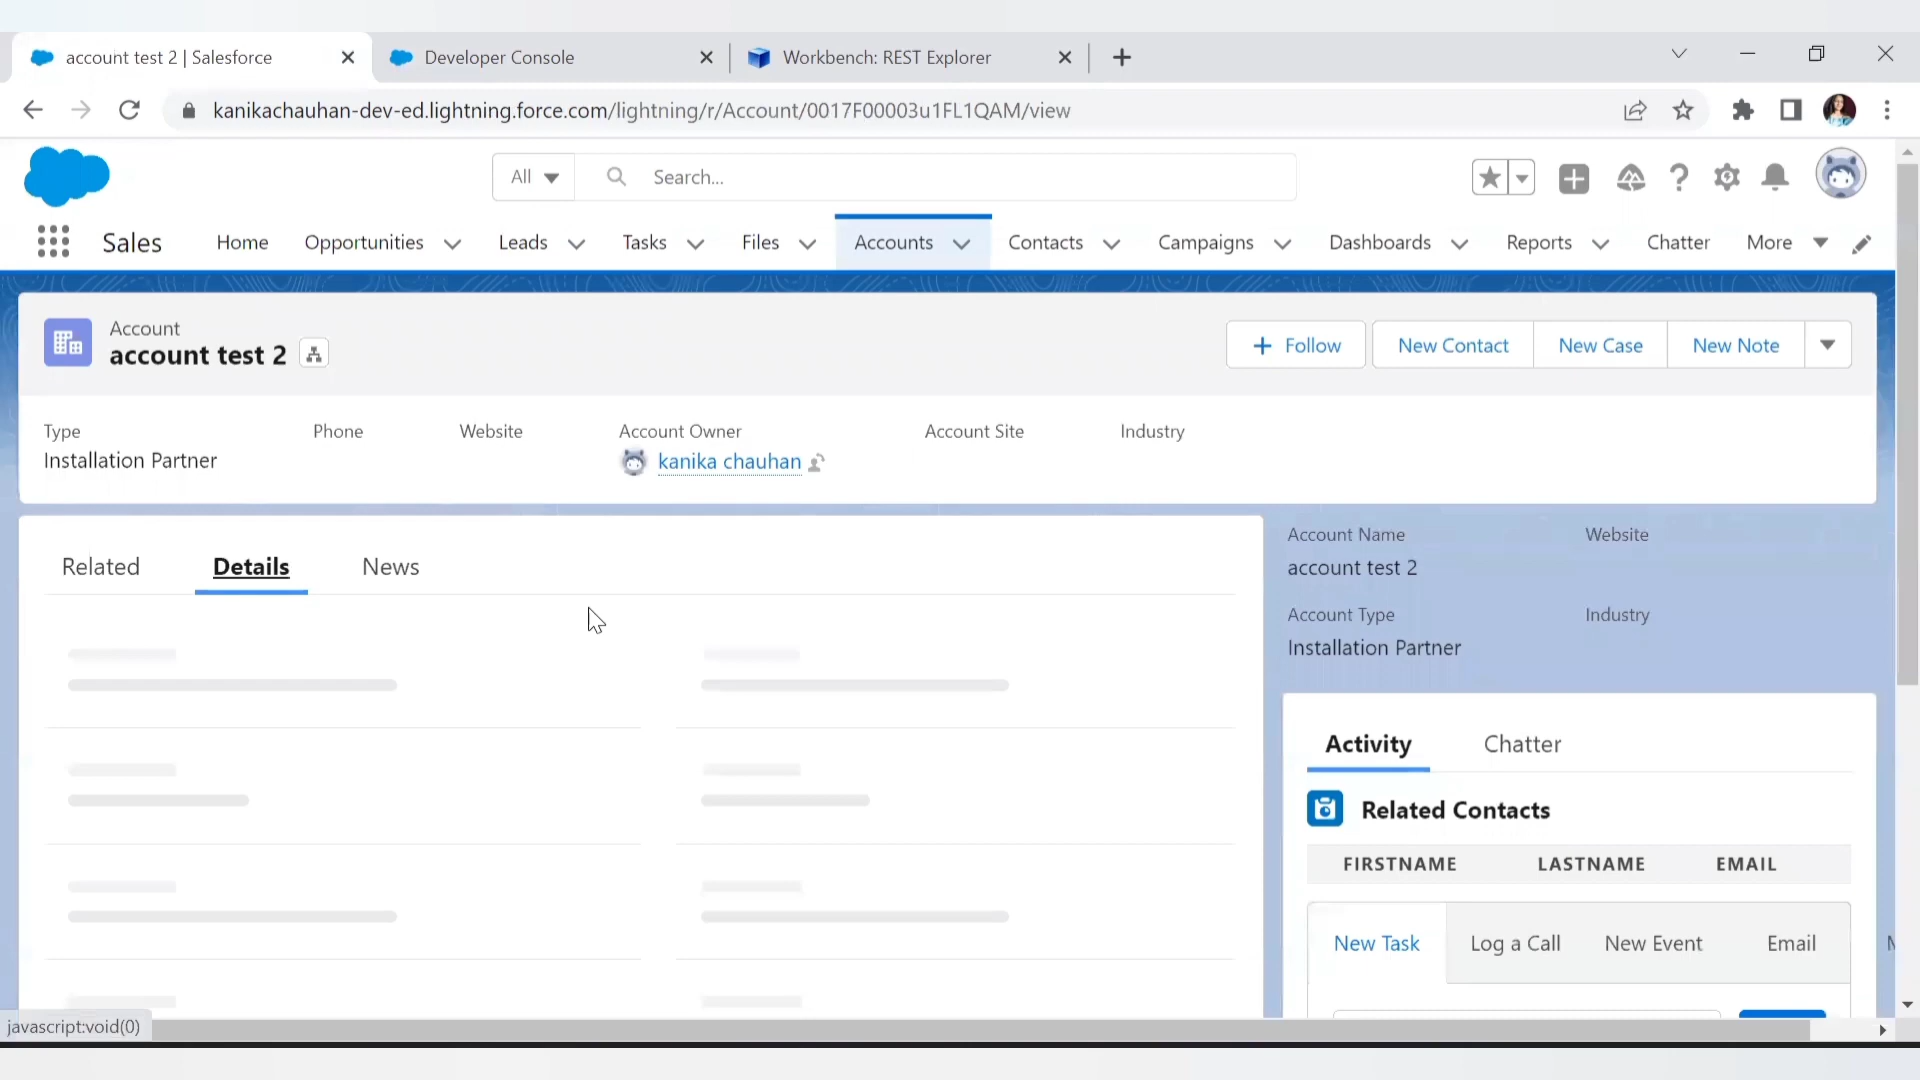 account test 2 | Salesforce
Developer Console
Workbench: REST Explorer
kanikachauhan-dev-ed.lightning.force.com/lightning/r/Account/0017F00003u1FL1QAM/view
All
Search...
Sales
Home
Opportunities
Leads
Tasks
Files
Accounts
Contacts
Campaigns
Dashboards
Reports
Chatter
More
Account
account test 2
Follow
New Contact
New Case
New Note
Type
Phone
Website
Account Owner
Account Site
Industry
Installation Partner
kanika chauhan
Related
Details
News
Account Name
Website
account test 2
Account Type
Industry
Installation Partner
Activity
Chatter
Related Contacts
FIRSTNAME
LASTNAME
EMAIL
New Task
Log a Call
New Event
Email
javascript:void(0)